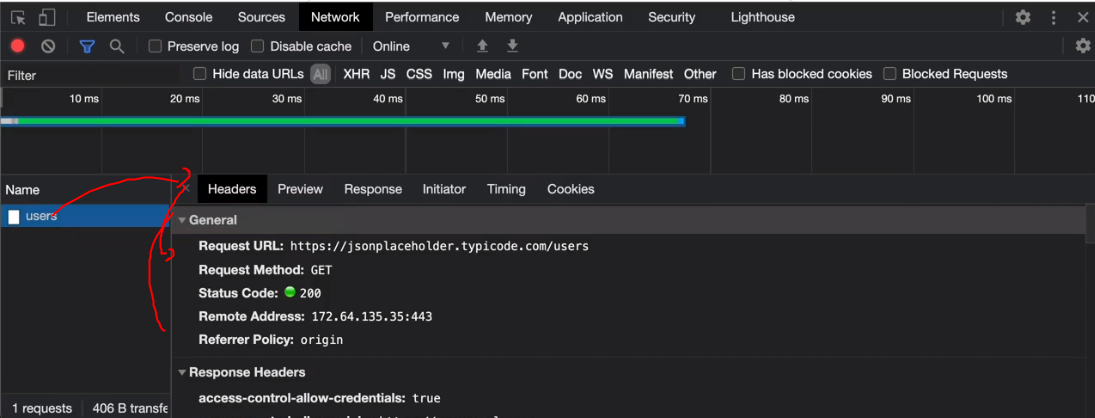 Elements Console Sources Network Performance Memory Application Security Lighthouse
Preserve log Disable cache Online
Filter Hide data URLs All XHR JS CSS Img Media Font Doc WS Manifest Other Has blocked cookies Blocked Requests
10 ms 20 ms 30 ms 40 ms 50 ms 60 ms 70 ms 80 ms 90 ms 100 ms 110
Name Headers Preview Response Initiator Timing Cookies
users
General
Request URL: https://jsonplaceholder.typicode.com/users
Request Method: GET
Status Code: 200
Remote Address: 172.64.135.35:443
Referrer Policy: origin
Response Headers
access-control-allow-credentials: true
1 requests 406 B transfe